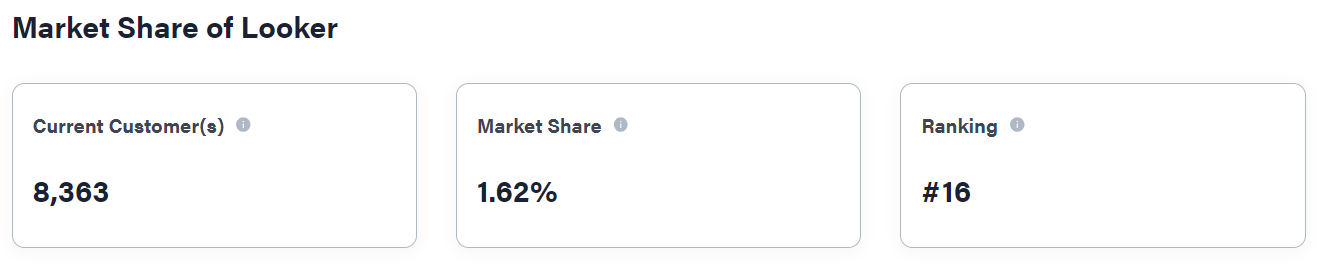 Market Share of Looker
Current Customer(s)
8,363
Market Share
1.62%
Ranking
#16